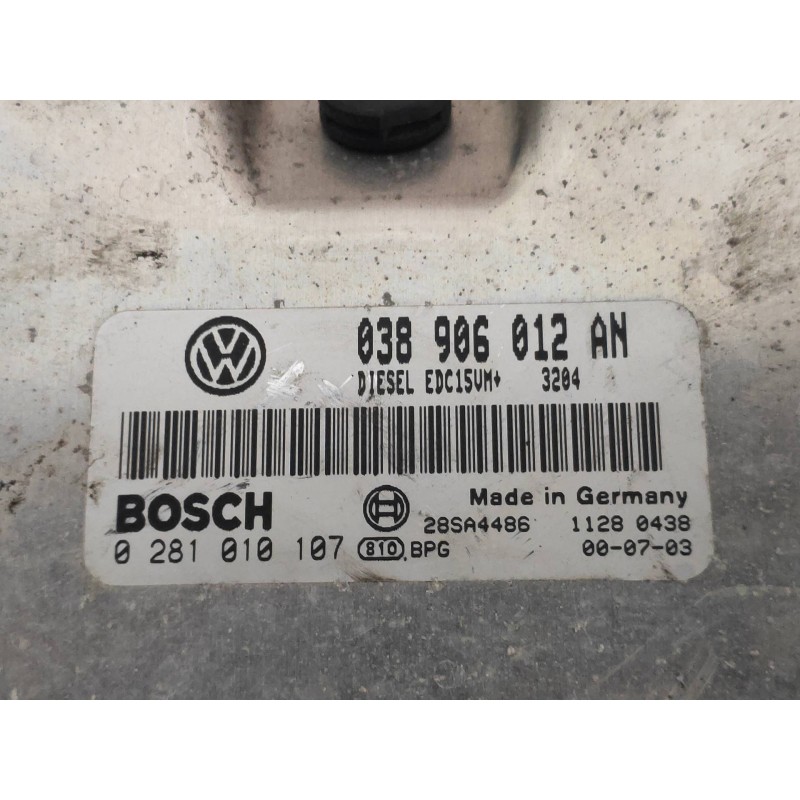 038 906 012 AN
DIESEL EDC15VM+ 3204
BOSCH
Made in Germany
28SA4486 1128 0438
0 281 010 107 810 .BPG 00-07-03